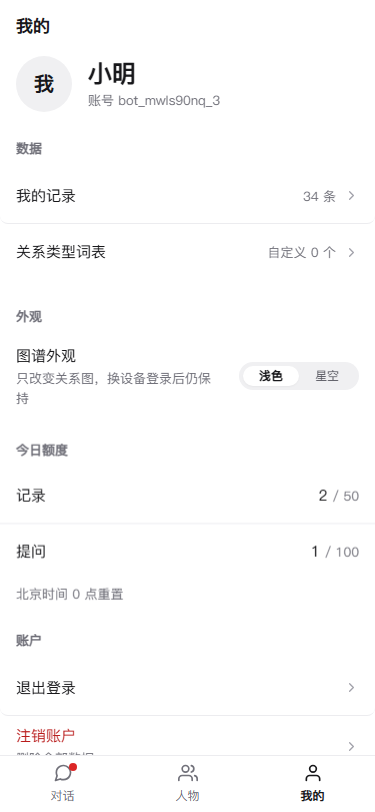 我的
我
小明
账号 bot_mwls90nq_3
数据
我的记录 34 条
关系类型词表 自定义 0 个
外观
图谱外观
只改变关系图，换设备登录后仍保
持
浅色 星空
今日额度
记录 2 / 50
提问 1 / 100
北京时间 0 点重置
账户
退出登录
注销账户
对话 人物 我的